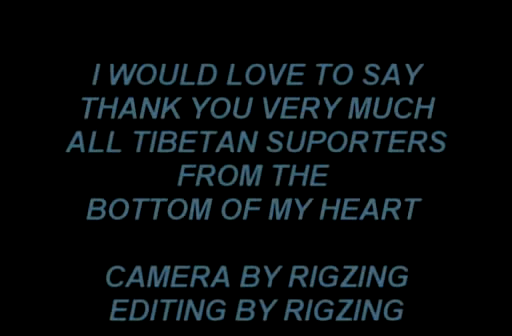 I WOULD LOVE TO SAY
THANK YOU VERY MUCH
ALL TIBETAN SUPORTERS
FROM THE
BOTTOM OF MY HEART
CAMERA BY RIGZING
EDITING BY RIGZING